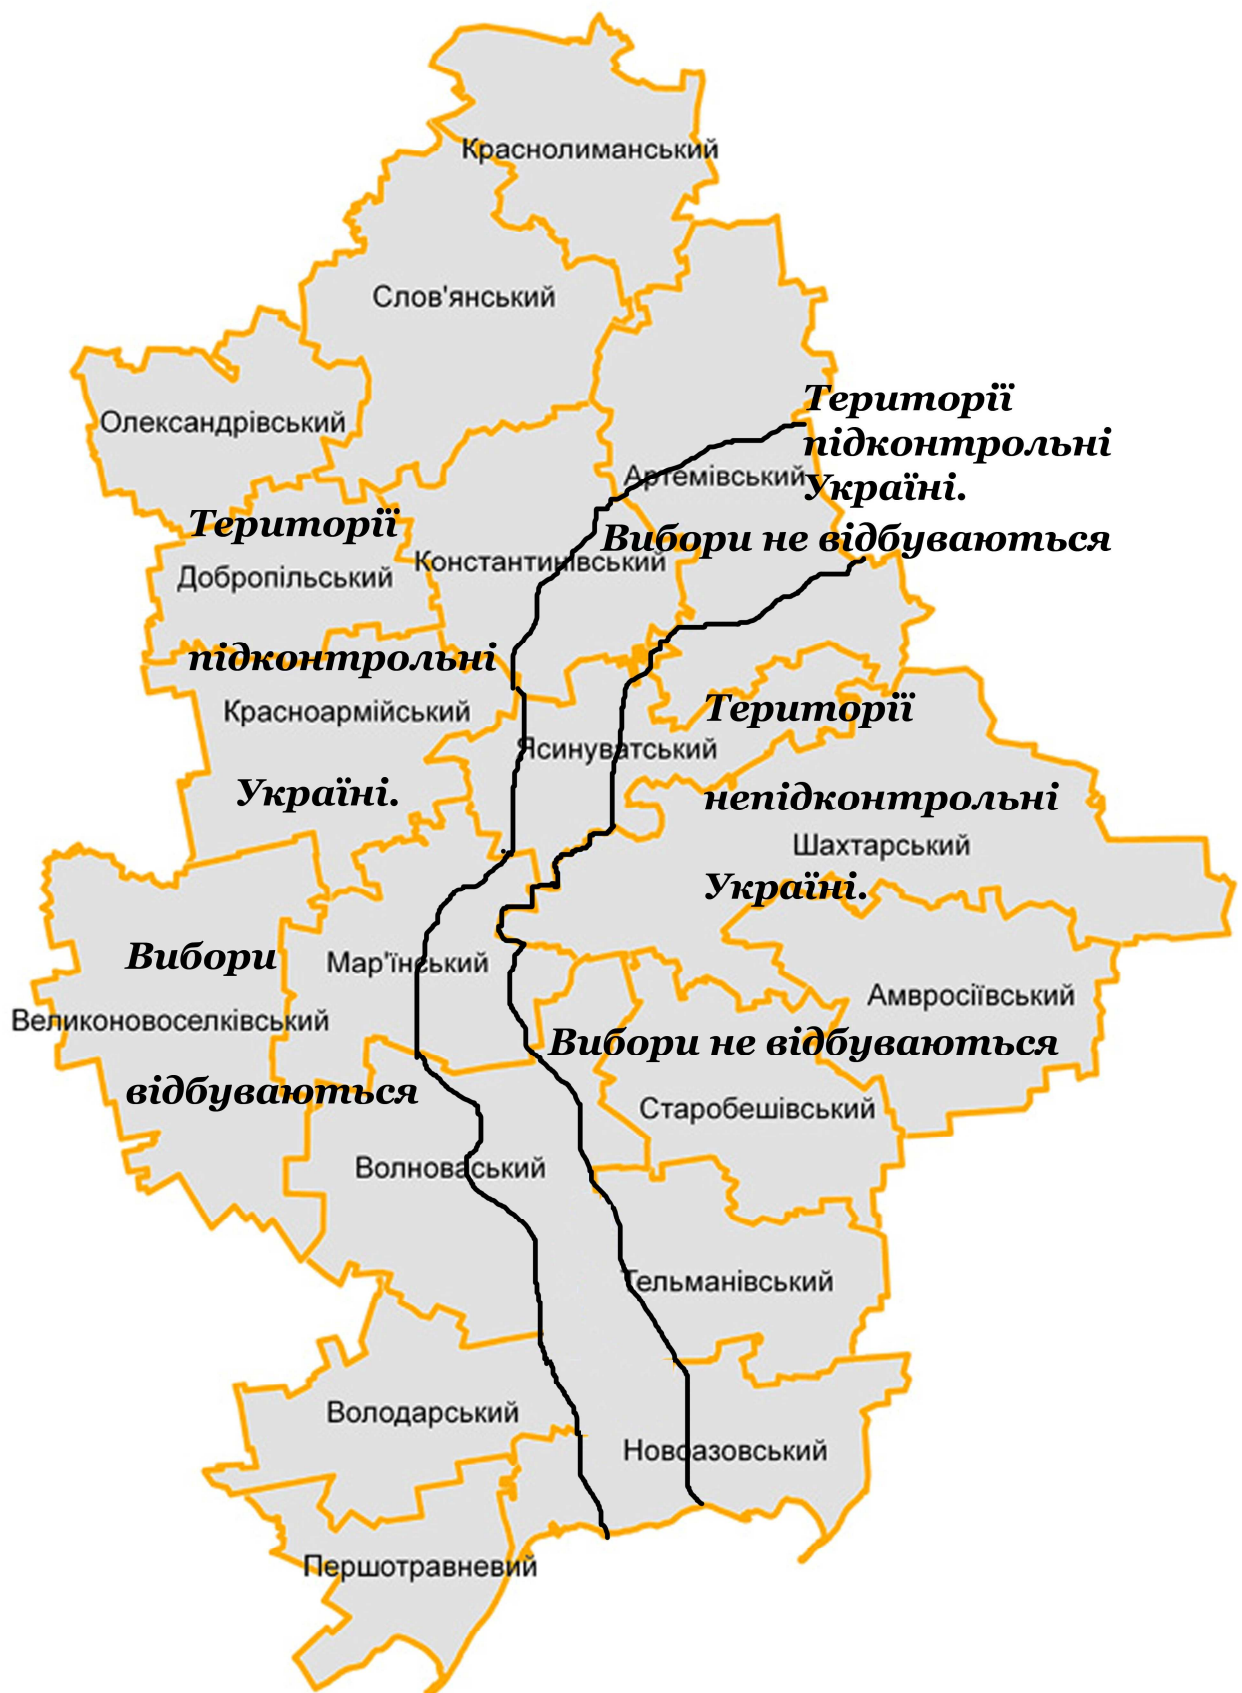 Краснолиманський
Слов'янський
Олександрівський
Території
підконтрольні
Україні.
Вибори не відбуваються
Артемівський
Території
підконтрольні
Україні.
Вибори
відбуваються
Добропільський
Константинівський
Красноармійський
Ясинуватський
Території
непідконтрольні
Україні.
Вибори не відбуваються
Шахтарський
Мар'їнський
Великоновоселківський
Амвросіївський
Старобешівський
Волноваський
Тельманівський
Володарський
Новоазовський
Першотравневий